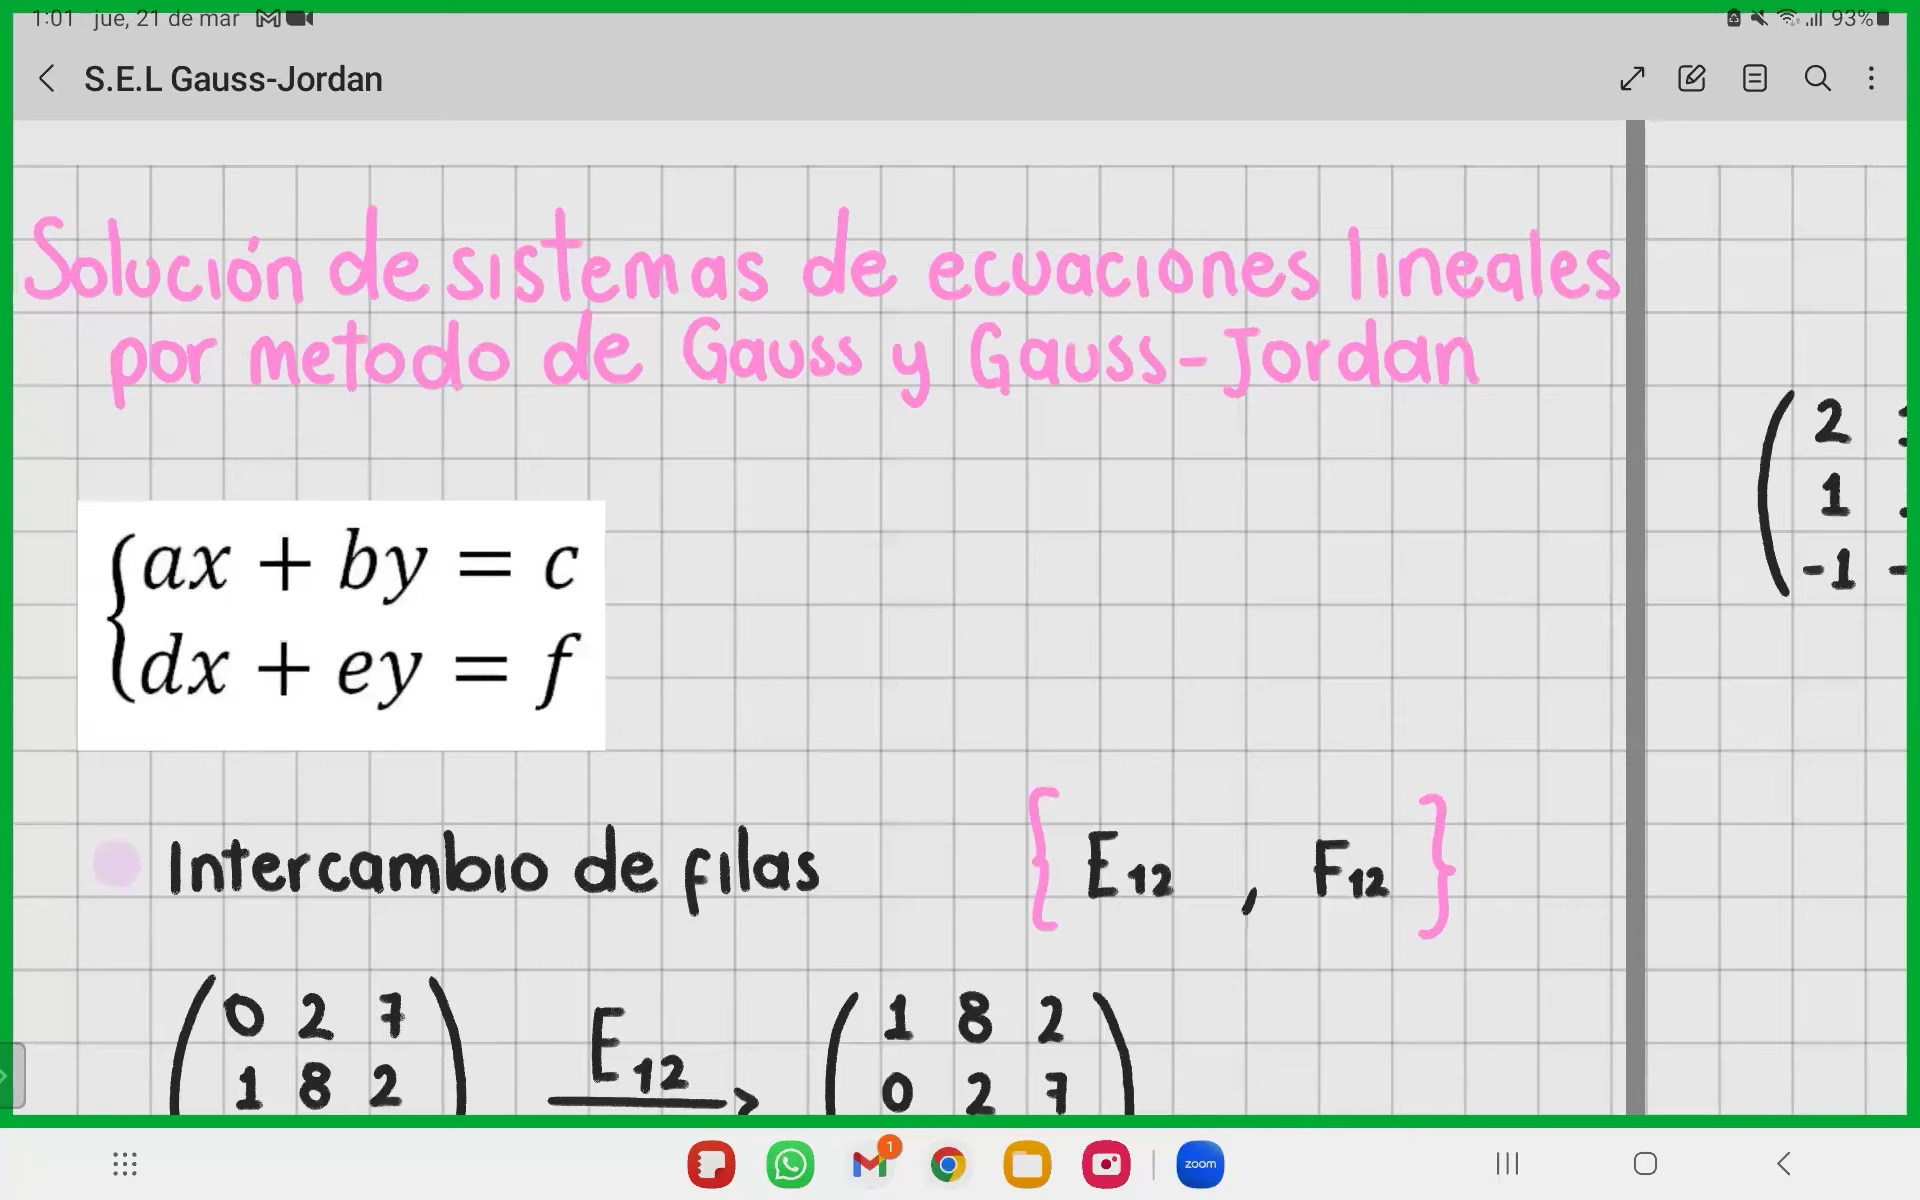 1:01 jue, 21 de mar 93%
S.E.L Gauss-Jordan
Solución de sistemas de ecuaciones lineales
por metodo de Gauss y Gauss-Jordan
ax + by = c
dx + ey = f
Intercambio de filas { E12 , F12 }
0 2 7
1 8 2
E12
1 8 2
0 2 7
2
1
-1 -
1
zoom